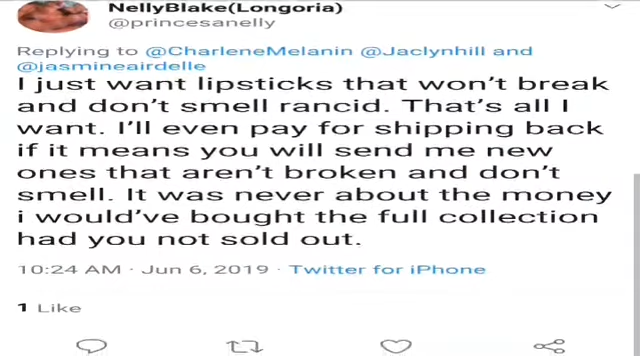 NellyBlake(Longoria)
@princesanelly
Replying to @CharleneMelanin @Jaclynhill and
@jasmineairdelle
I just want lipsticks that won't break
and don't smell rancid. That's all I
want. I'll even pay for shipping back
if it means you will send me new
ones that aren't broken and don't
smell. It was never about the money
i would've bought the full collection
had you not sold out.
10:24 AM · Jun 6, 2019 · Twitter for iPhone
1 Like